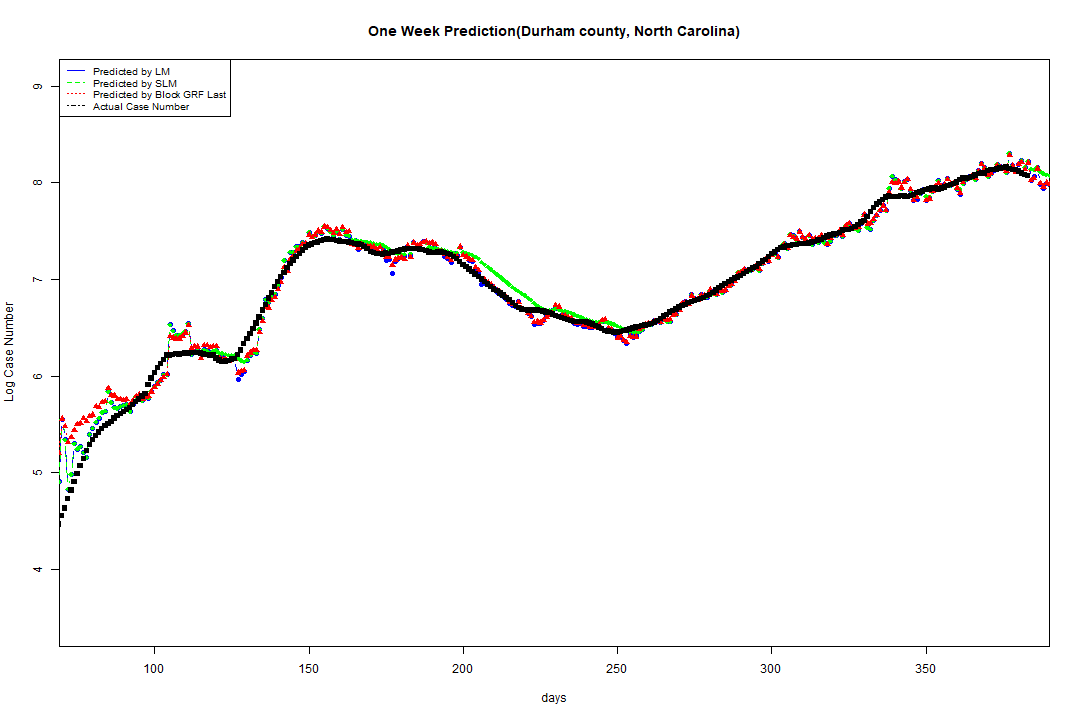 One Week Prediction(Durham county, North Carolina)
Predicted by LM
Predicted by SLM
Predicted by Block GRF Last
Actual Case Number
Log Case Number
9
8
7
6
5
4
100 150 200 250 300 350
days